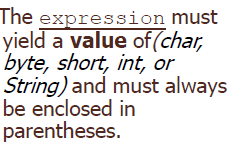 The expression must
yield a value of(char,
byte, short, int, or
String) and must always
be enclosed in
parentheses.